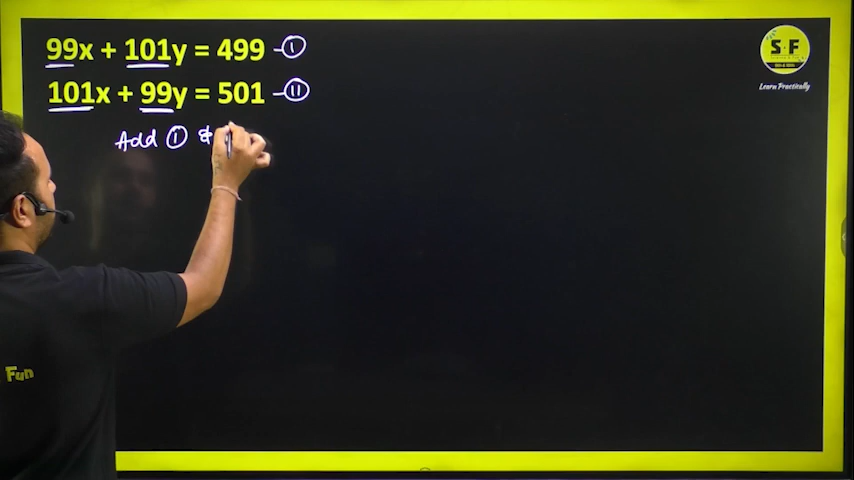 99x + 101y = 499 -①
101x + 99y = 501 -⑪
Add ① &
S·F
Learn Practically
Fun